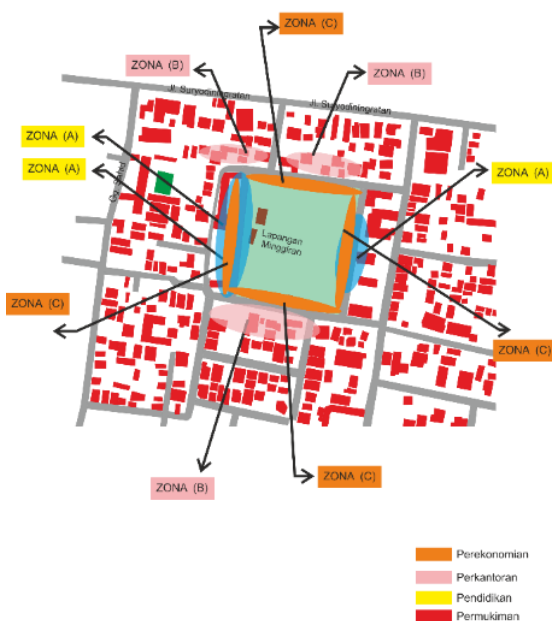 ZONA (C)
ZONA (B)
ZONA (B)
Jl. Suryodiningratan
Jl. Suryodiningratan
ZONA (A)
ZONA (A)
ZONA (A)
Lapangan
Minggiran
ZONA (C)
ZONA (C)
ZONA (C)
ZONA (B)
Perekonomian
Perkantoran
Pendidikan
Permukiman